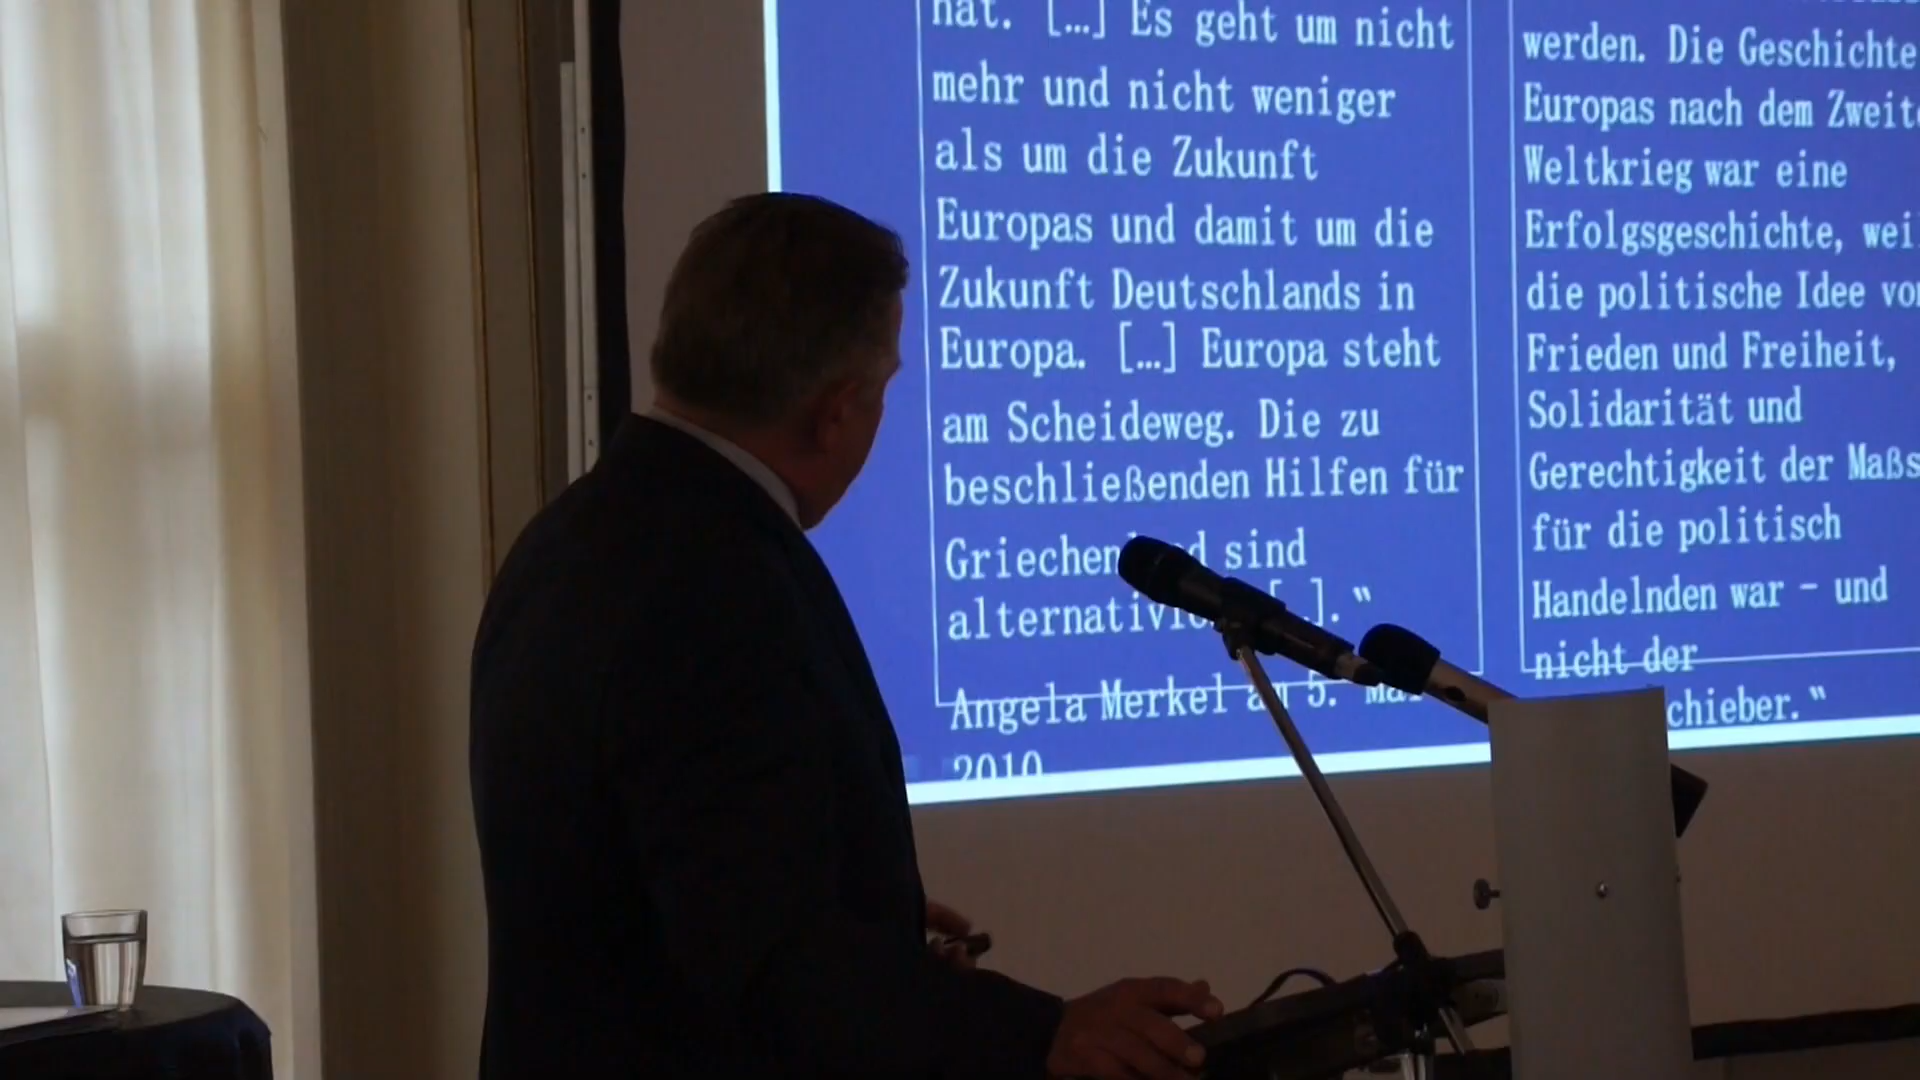 hat. […] Es geht um nicht
mehr und nicht weniger
als um die Zukunft
Europas und damit um die
Zukunft Deutschlands in
Europa. […] Europa steht
am Scheideweg. Die zu
beschließenden Hilfen für
sind
[…].“
Angela Merkel am 5.
2010
werden. Die Geschichte
Europas nach dem
Weltkrieg war eine
Erfolgsgeschichte,
die politische Idee
Frieden und Freiheit,
Solidarität und
Gerechtigkeit der
für die politisch
Handelnden war – und
nicht der